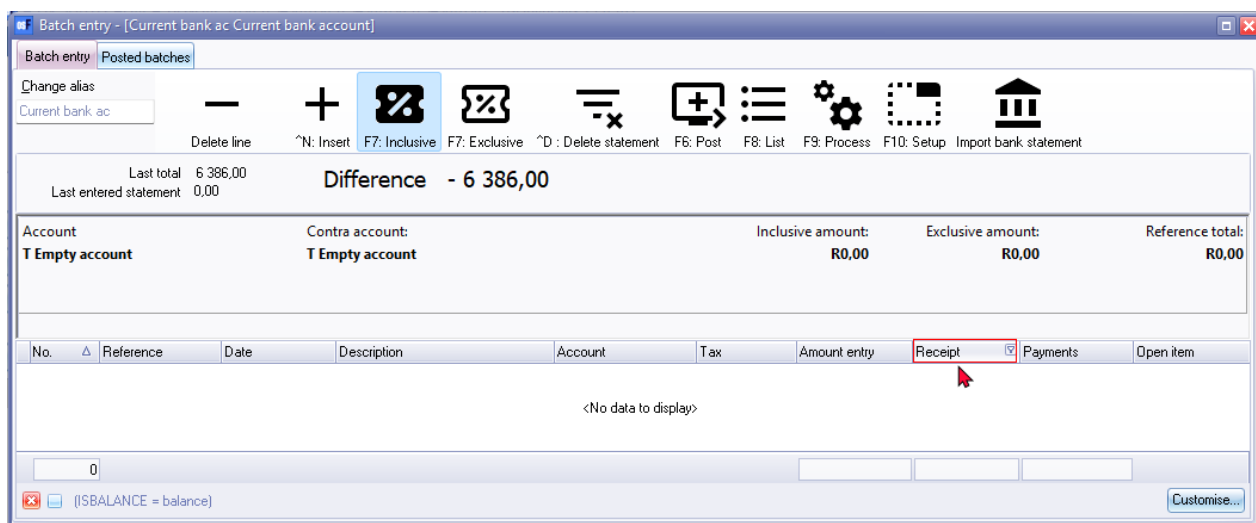 Batch entry - [Current bank ac Current bank account]
Batch entry Posted batches
Change alias
Current bank ac
Delete line ^N: Insert F7: Inclusive F7: Exclusive ^D : Delete statement F6: Post F8: List F9: Process F10: Setup Import bank statement
Last total 6 386,00
Last entered statement 0,00
Difference - 6 386,00
Account Contra account: Inclusive amount: Exclusive amount: Reference total:
T Empty account T Empty account R0,00 R0,00 R0,00
No. Reference Date Description Account Tax Amount entry Receipt Payments Open item
<No data to display>
0
(ISBALANCE = balance) Customise...